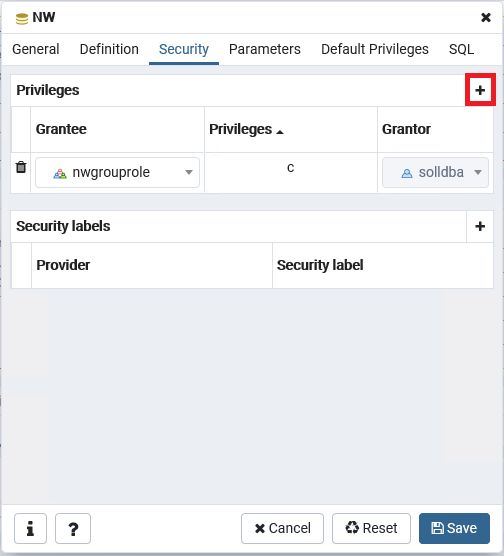 NW
General Definition Security Parameters Default Privileges SQL
Privileges
Grantee Privileges Grantor
nwgrouprole c solldba
Security labels
Provider Security label
Cancel Reset Save